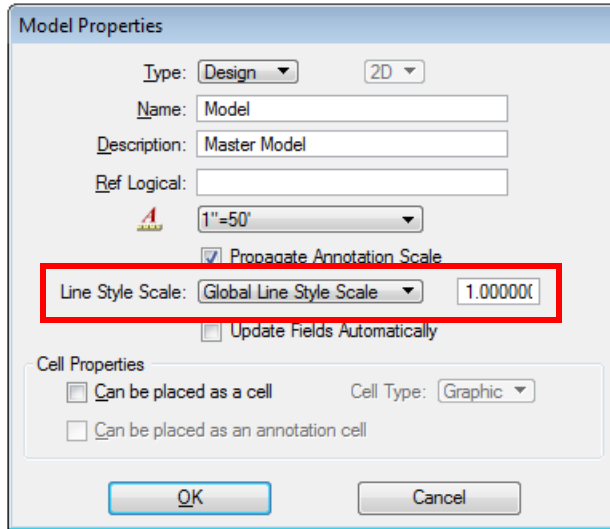 Model Properties
Type: Design 2D
Name: Model
Description: Master Model
Ref Logical:
A 1"=50'
Propagate Annotation Scale
Line Style Scale: Global Line Style Scale 1.000000
Update Fields Automatically
Cell Properties
Can be placed as a cell Cell Type: Graphic
Can be placed as an annotation cell
OK Cancel